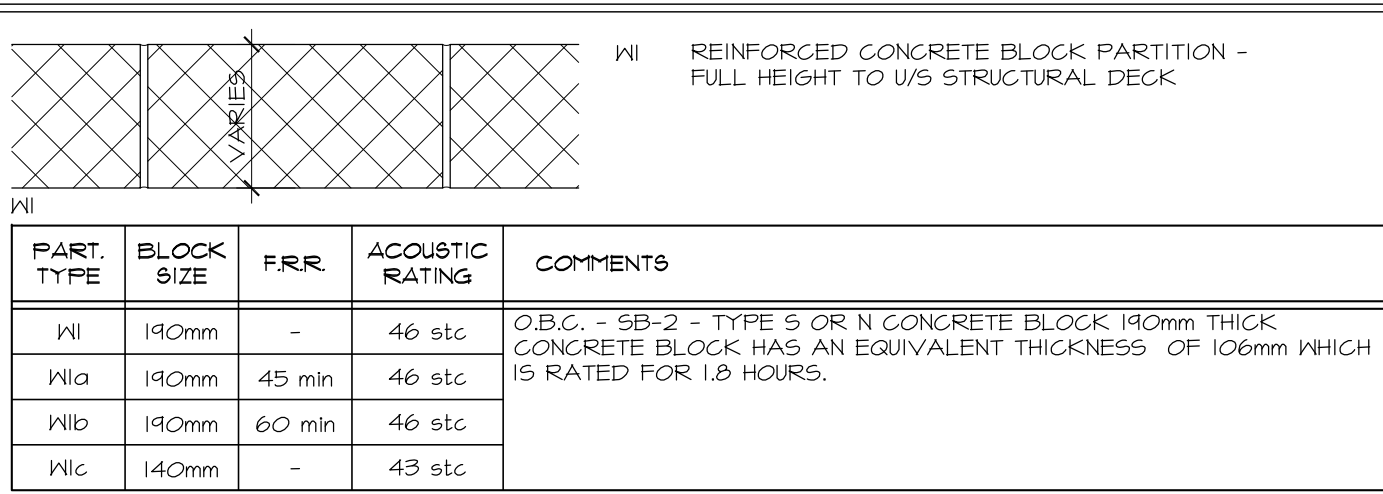 W1 REINFORCED CONCRETE BLOCK PARTITION -
FULL HEIGHT TO U/S STRUCTURAL DECK
VARIES
W1
PART. TYPE BLOCK SIZE F.R.R. ACOUSTIC RATING COMMENTS
W1 190mm - 46 stc
O.B.C. - SB-2 - TYPE S OR N CONCRETE BLOCK 190mm THICK
CONCRETE BLOCK HAS AN EQUIVALENT THICKNESS OF 106mm WHICH
IS RATED FOR 1.8 HOURS.
W1a 190mm 45 min 46 stc
W1b 190mm 60 min 46 stc
W1c 140mm - 43 stc